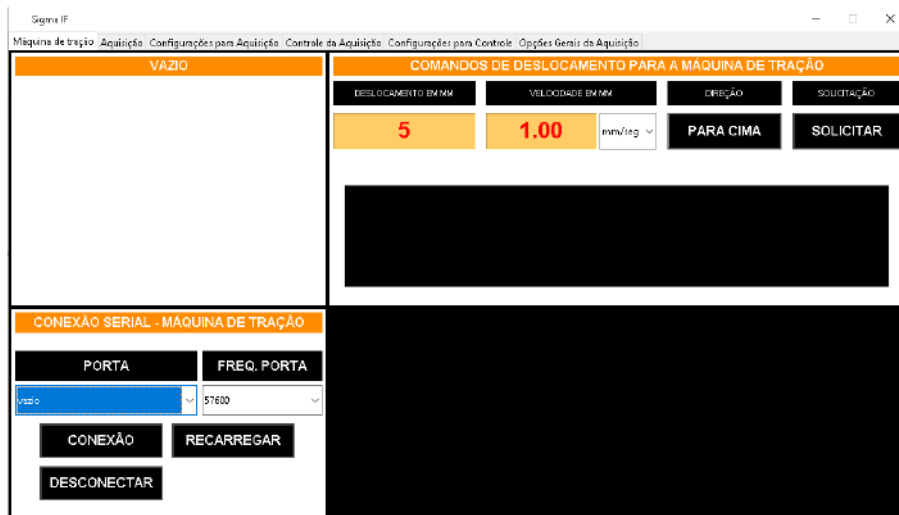 Sigma IF
Máquina de tração Aquisição Configurações para Aquisição Controle da Aquisição Configurações para Controle Opções Gerais da Aquisição
VAZIO
COMANDOS DE DESLOCAMENTO PARA A MÁQUINA DE TRAÇÃO
DESLOCAMENTO EM MM VELOCIDADE EM MM DIREÇÃO SOLICITAÇÃO
5 1.00 mm/seg PARA CIMA SOLICITAR
CONEXÃO SERIAL - MÁQUINA DE TRAÇÃO
PORTA FREQ. PORTA
vazio 57600
CONEXÃO RECARREGAR
DESCONECTAR